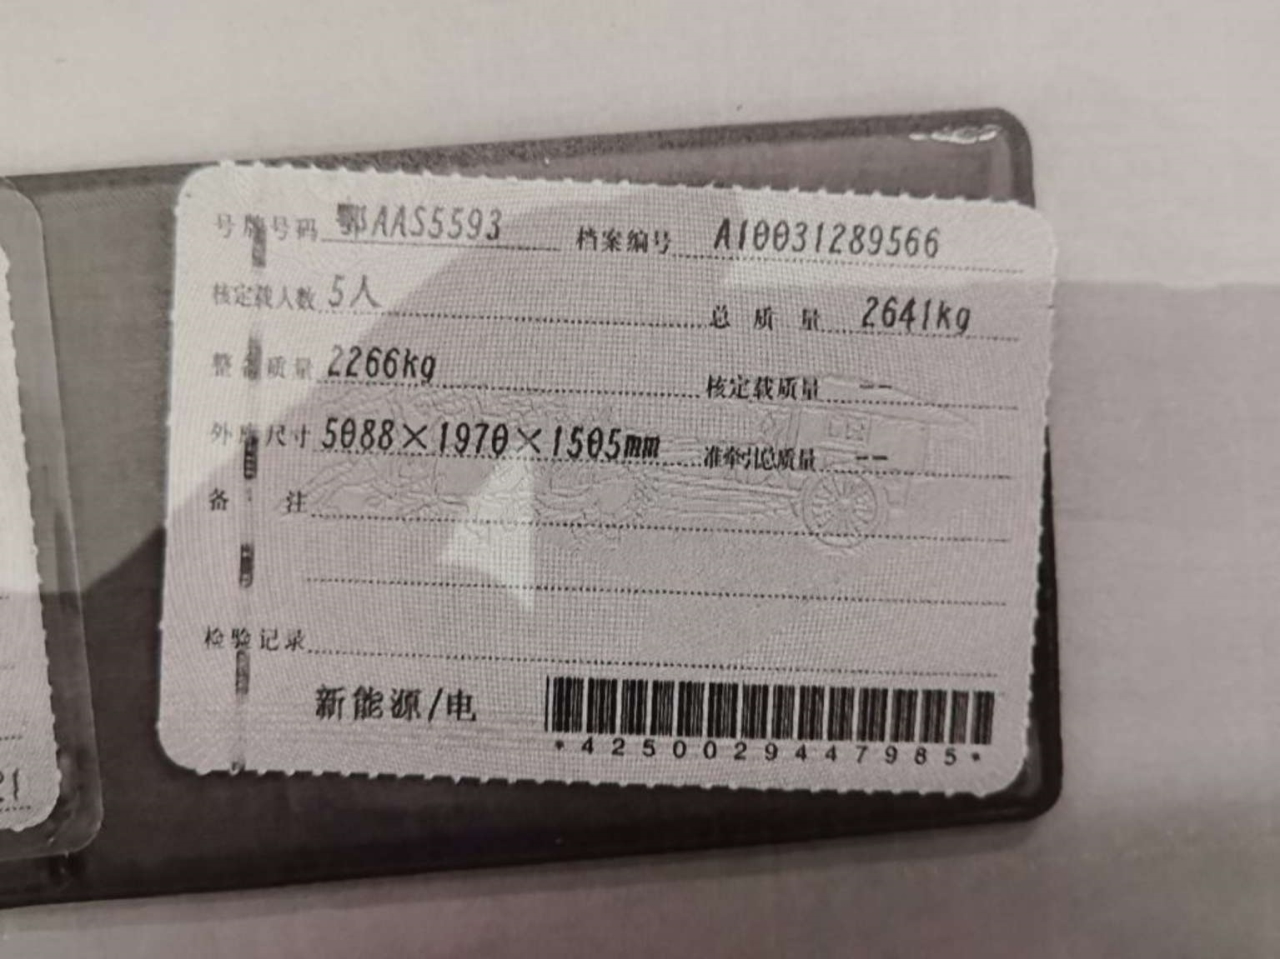 号牌号码 鄂AAS5593 档案编号 A10031289566
核定载人数 5人 总质量 2641kg
整备质量 2266kg 核定载质量 --
外廓尺寸 5088×1970×1505mm 准牵引总质量 --
备注
检验记录
新能源/电
*4250029447985*